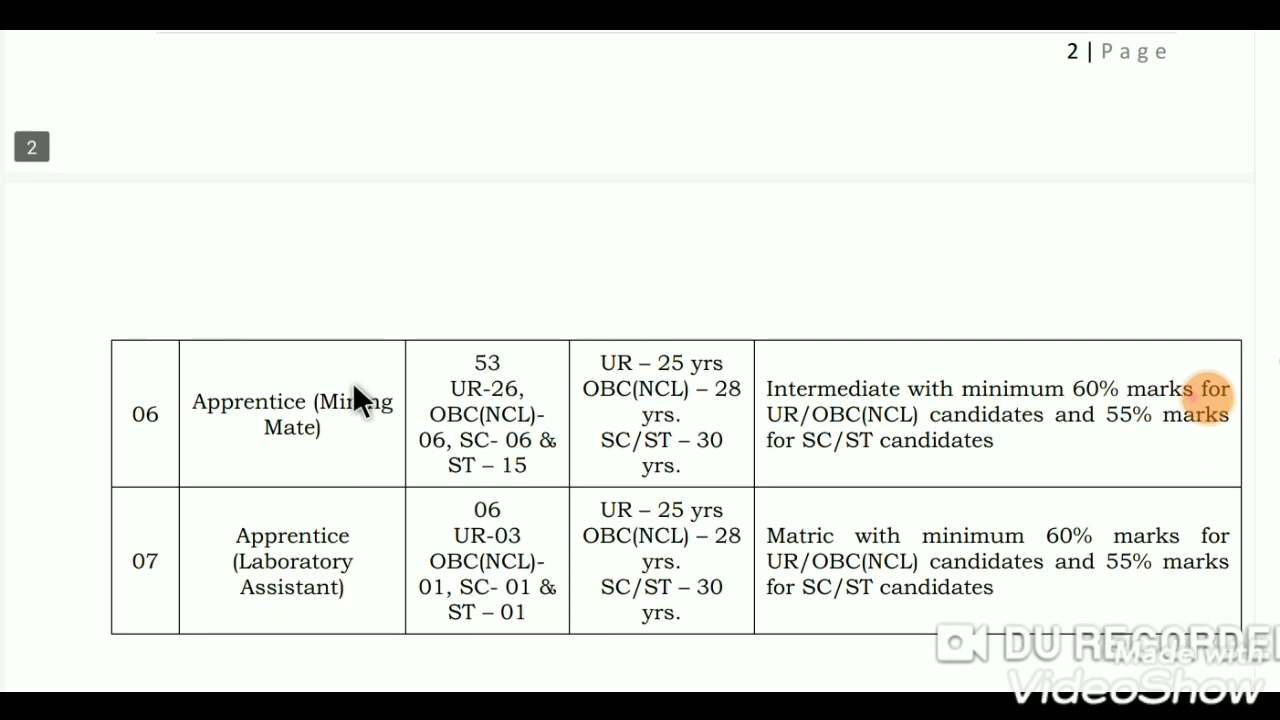 2 | Page
2
06
Apprentice (Mining
Mate)
53
UR-26,
OBC(NCL)-
06, SC- 06 &
ST – 15
UR – 25 yrs
OBC(NCL) – 28
yrs.
SC/ST – 30
yrs.
Intermediate with minimum 60% marks for
UR/OBC(NCL) candidates and 55% marks
for SC/ST candidates
07
Apprentice
(Laboratory
Assistant)
06
UR-03
OBC(NCL)-
01, SC- 01 &
ST – 01
UR – 25 yrs
OBC(NCL) – 28
yrs.
SC/ST – 30
yrs.
Matric with minimum 60% marks for
UR/OBC(NCL) candidates and 55% marks
for SC/ST candidates
DU RECORDER
Made with
VideoShow